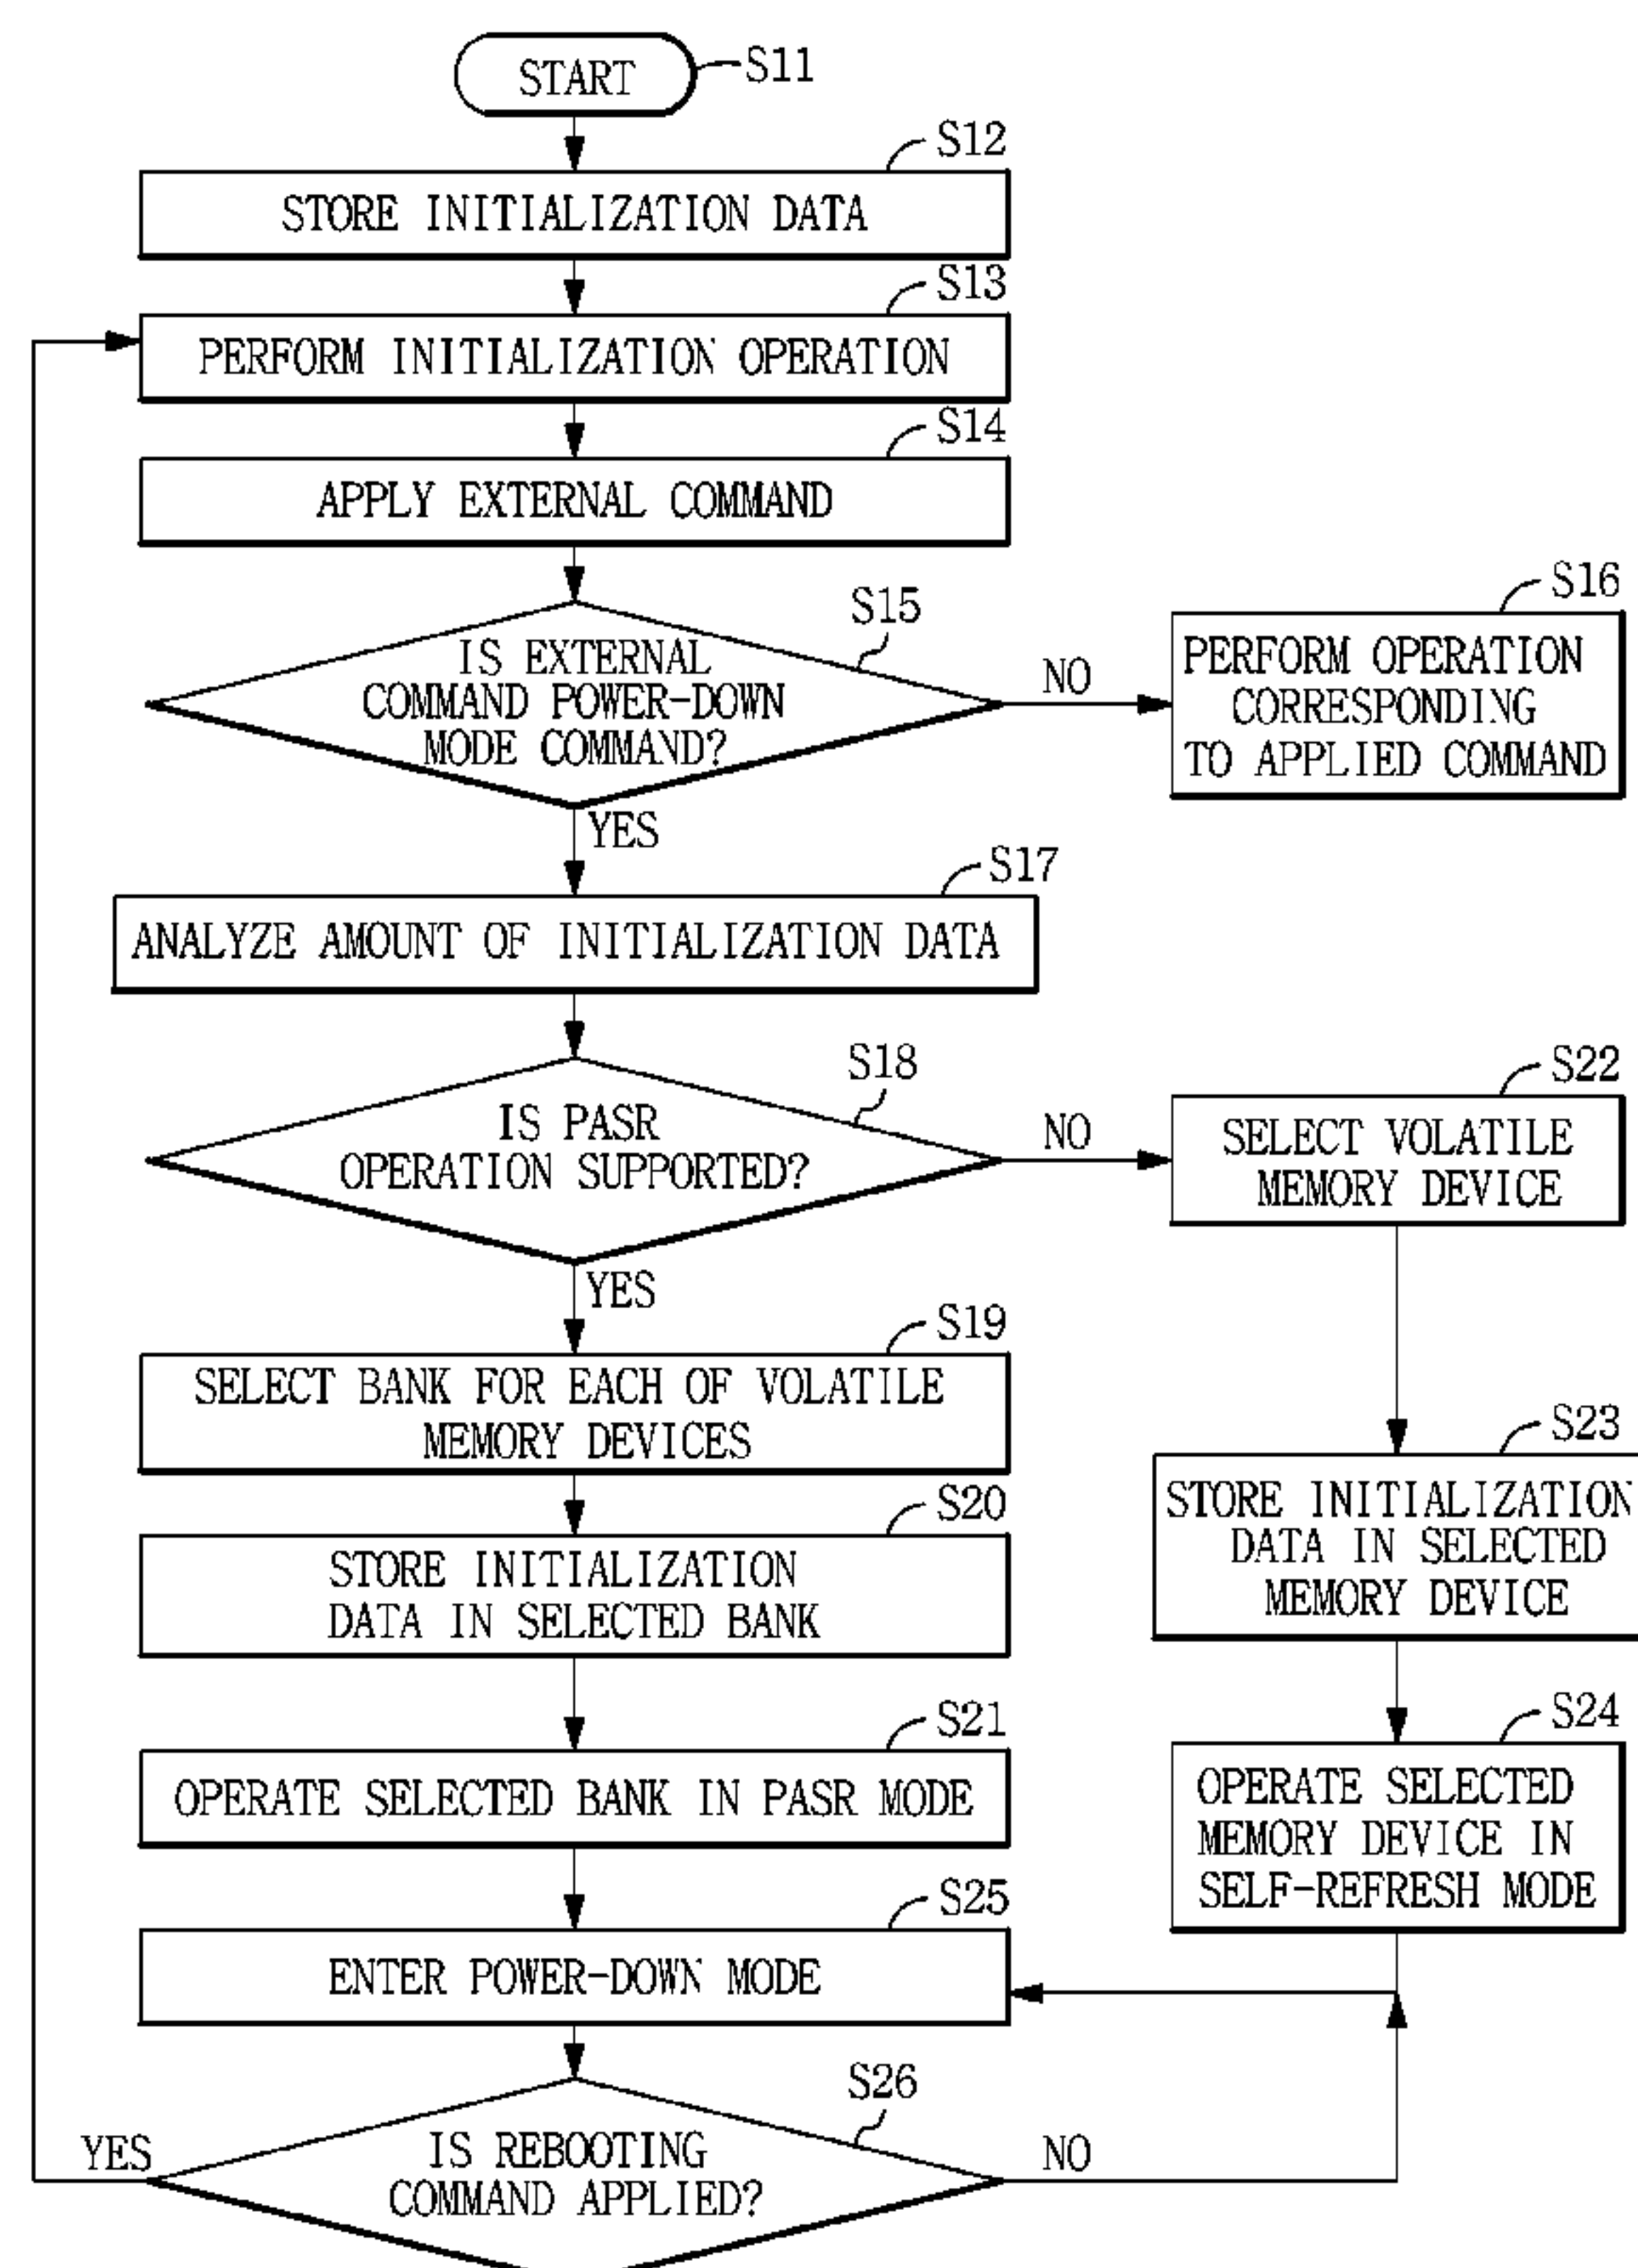 START
S11
S12
STORE INITIALIZATION DATA
S13
PERFORM INITIALIZATION OPERATION
S14
APPLY EXTERNAL COMMAND
S15
IS EXTERNAL
COMMAND POWER-DOWN
MODE COMMAND?
NO
S16
PERFORM OPERATION
CORRESPONDING
TO APPLIED COMMAND
YES
S17
ANALYZE AMOUNT OF INITIALIZATION DATA
S18
IS PASR
OPERATION SUPPORTED?
NO
S22
SELECT VOLATILE
MEMORY DEVICE
YES
S19
SELECT BANK FOR EACH OF VOLATILE
MEMORY DEVICES
S20
STORE INITIALIZATION
DATA IN SELECTED BANK
S23
STORE INITIALIZATION
DATA IN SELECTED
MEMORY DEVICE
S21
OPERATE SELECTED BANK IN PASR MODE
S24
OPERATE SELECTED
MEMORY DEVICE IN
SELF-REFRESH MODE
S25
ENTER POWER-DOWN MODE
S26
IS REBOOTING
COMMAND APPLIED?
YES
NO